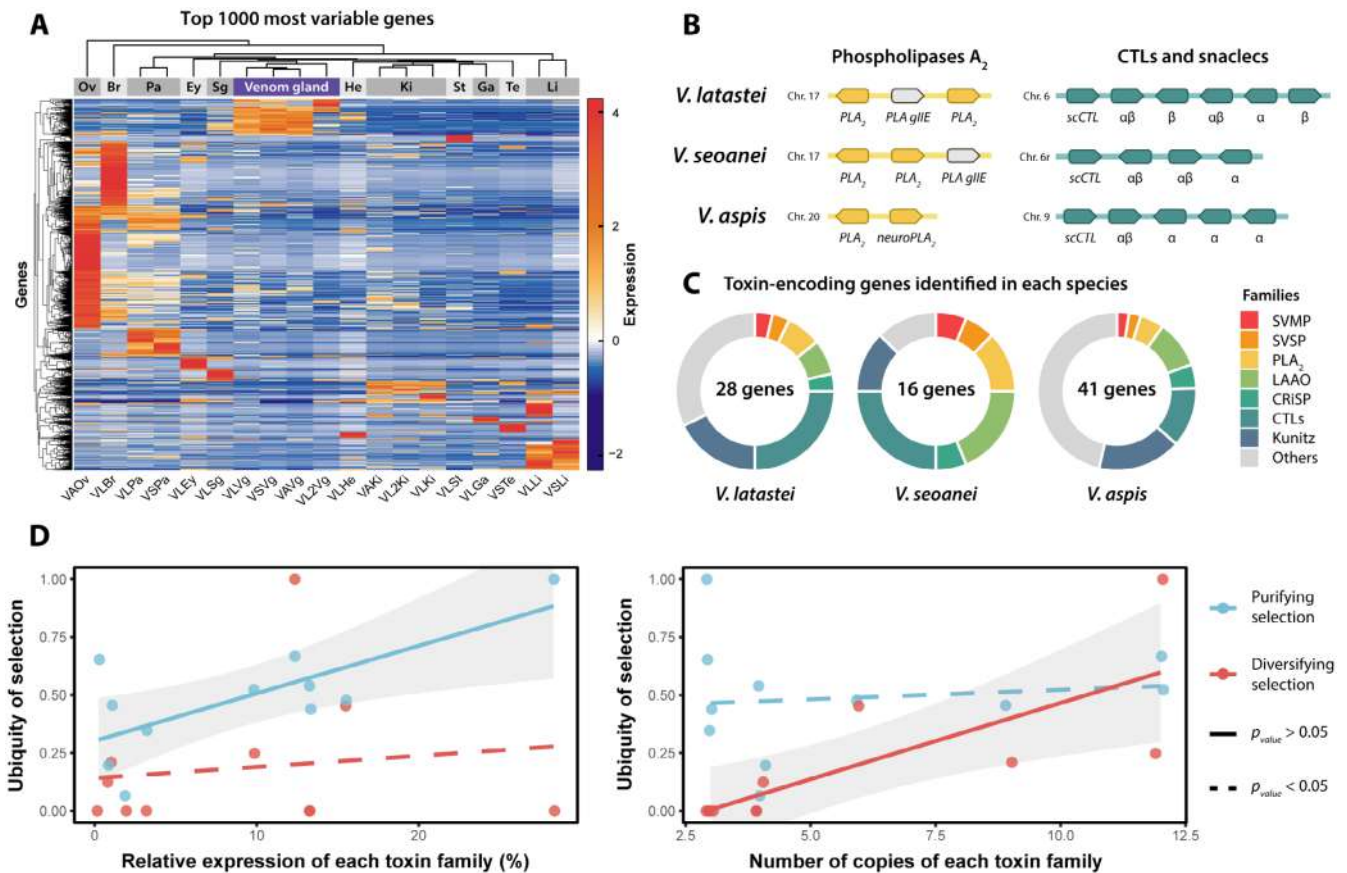 A
Top 1000 most variable genes
Ov Br Pa Ey Sg Venom gland He Ki St Ga Te Li
Genes
4
2
0
−2
Expression
VAOv VLBr VLPa VSPa VLEy VLSg VLVg VSVg VAVg VL2Vg VLHe VAKi VL2Ki VLKi VLSt VLGa VSTe VLLi VSLi
B
Phospholipases A2
CTLs and snaclecs
V. latastei
Chr. 17
PLA2 PLA gIIE PLA2
Chr. 6
scCTL αβ β αβ α β
V. seoanei
Chr. 17
PLA2 PLA2 PLA gIIE
Chr. 6r
scCTL αβ αβ α
V. aspis
Chr. 20
PLA2 neuroPLA2
Chr. 9
scCTL αβ α α α
C
Toxin-encoding genes identified in each species
28 genes
V. latastei
16 genes
V. seoanei
41 genes
V. aspis
Families
SVMP
SVSP
PLA2
LAAO
CRiSP
CTLs
Kunitz
Others
D
Ubiquity of selection
1.00
0.75
0.50
0.25
0.00
0 10 20
Relative expression of each toxin family (%)
Ubiquity of selection
1.00
0.75
0.50
0.25
0.00
2.5 5.0 7.5 10.0 12.5
Number of copies of each toxin family
Purifying
selection
Diversifying
selection
pvalue > 0.05
pvalue < 0.05